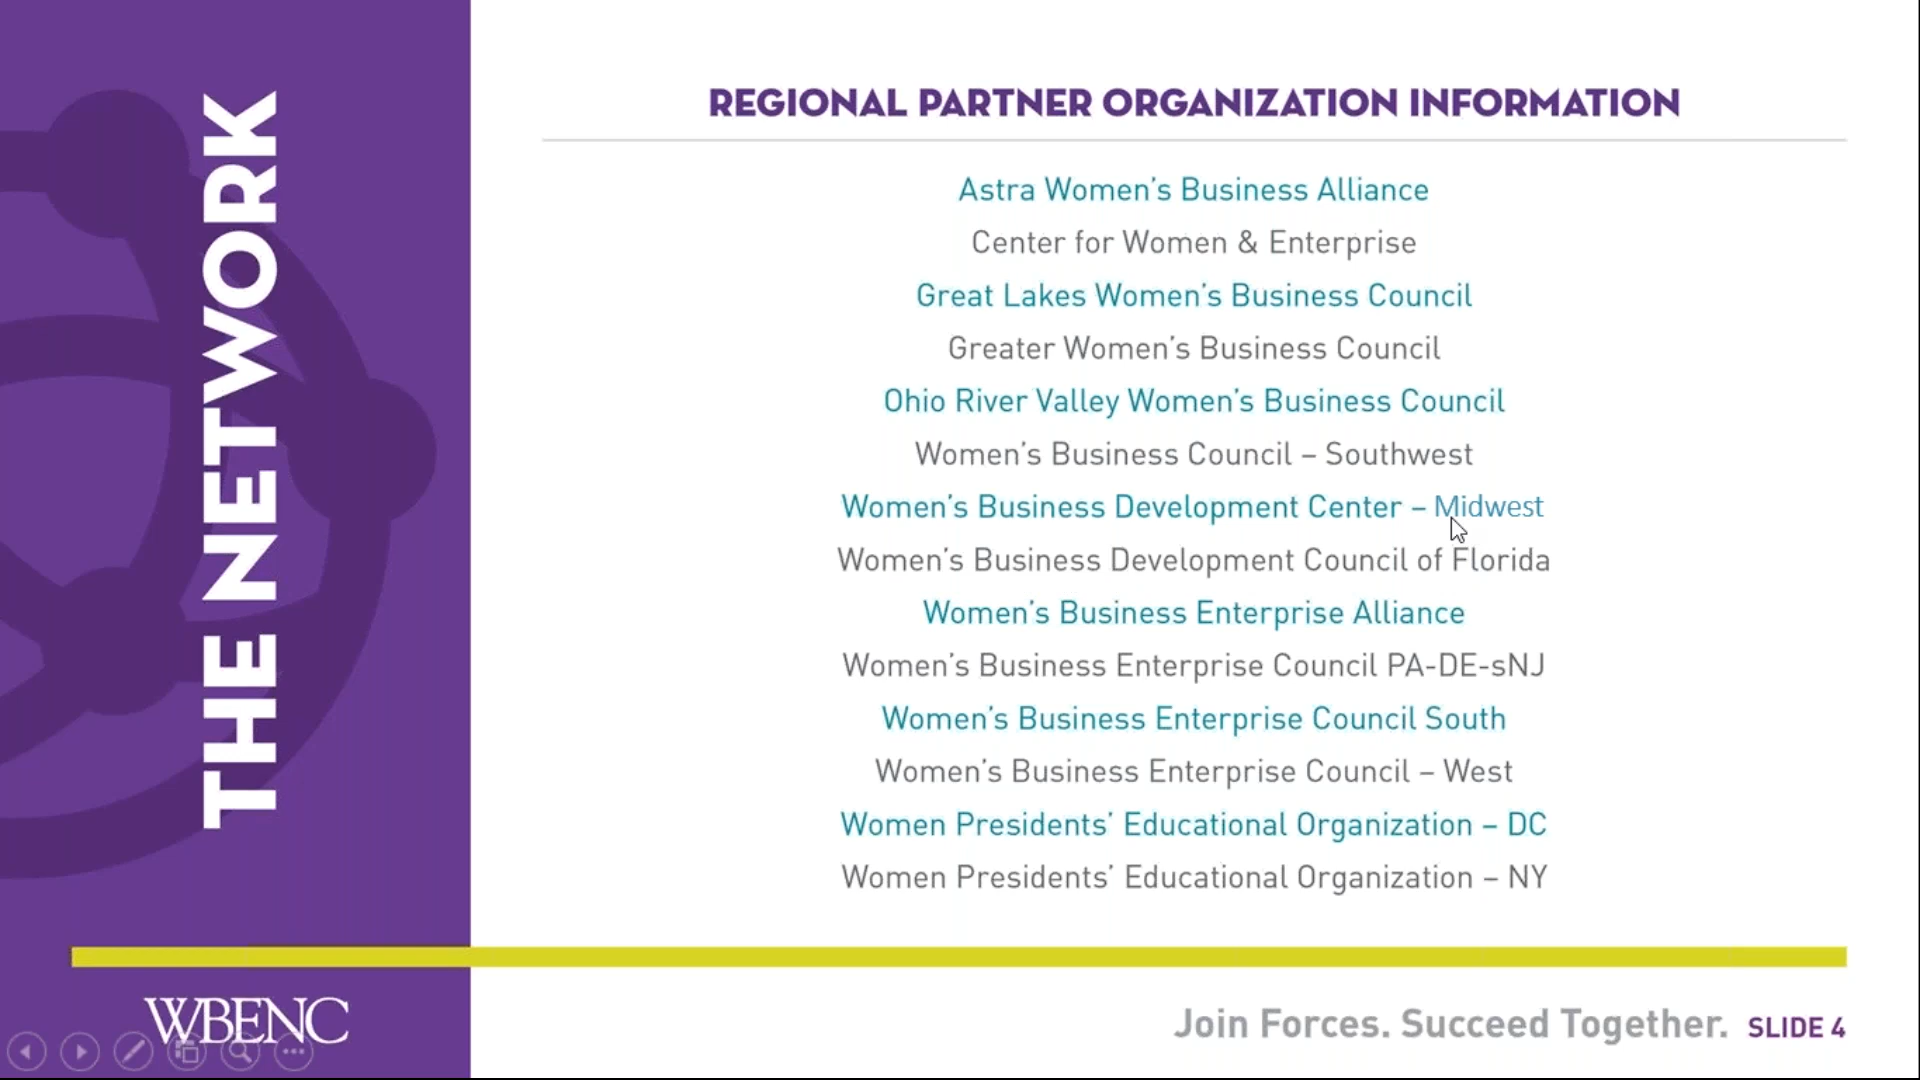 THE NETWORK
REGIONAL PARTNER ORGANIZATION INFORMATION
Astra Women’s Business Alliance
Center for Women & Enterprise
Great Lakes Women’s Business Council
Greater Women’s Business Council
Ohio River Valley Women’s Business Council
Women’s Business Council – Southwest
Women’s Business Development Center – Midwest
Women’s Business Development Council of Florida
Women’s Business Enterprise Alliance
Women’s Business Enterprise Council PA-DE-sNJ
Women’s Business Enterprise Council South
Women’s Business Enterprise Council – West
Women Presidents’ Educational Organization – DC
Women Presidents’ Educational Organization – NY
WBENC
Join Forces. Succeed Together. SLIDE 4